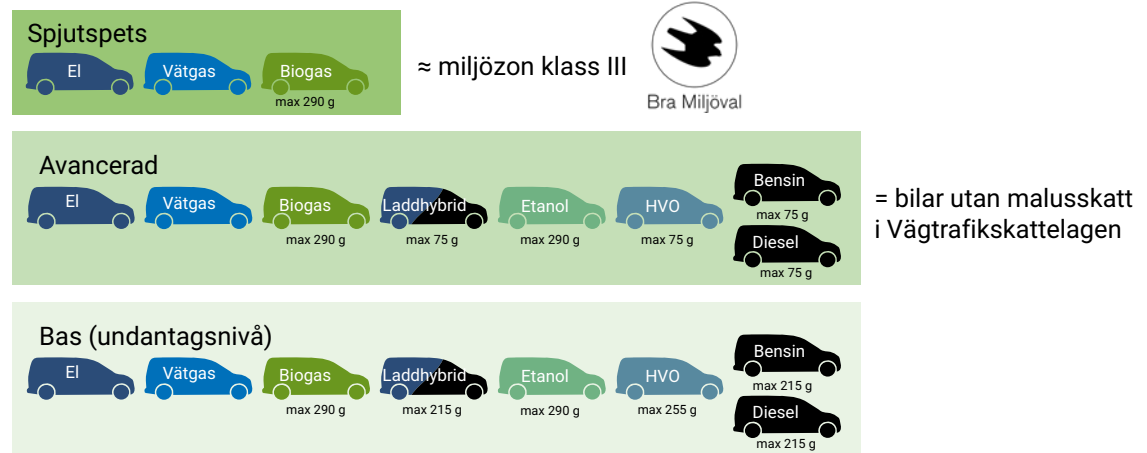 Spjutspets
El
Vätgas
Biogas
max 290 g
≈ miljözon klass III
Bra Miljöval
Avancerad
El
Vätgas
Biogas
max 290 g
Laddhybrid
max 75 g
Etanol
max 290 g
HVO
max 75 g
Bensin
max 75 g
Diesel
max 75 g
= bilar utan malusskatt
i Vägtrafikskattelagen
Bas (undantagsnivå)
El
Vätgas
Biogas
max 290 g
Laddhybrid
max 215 g
Etanol
max 290 g
HVO
max 255 g
Bensin
max 215 g
Diesel
max 215 g